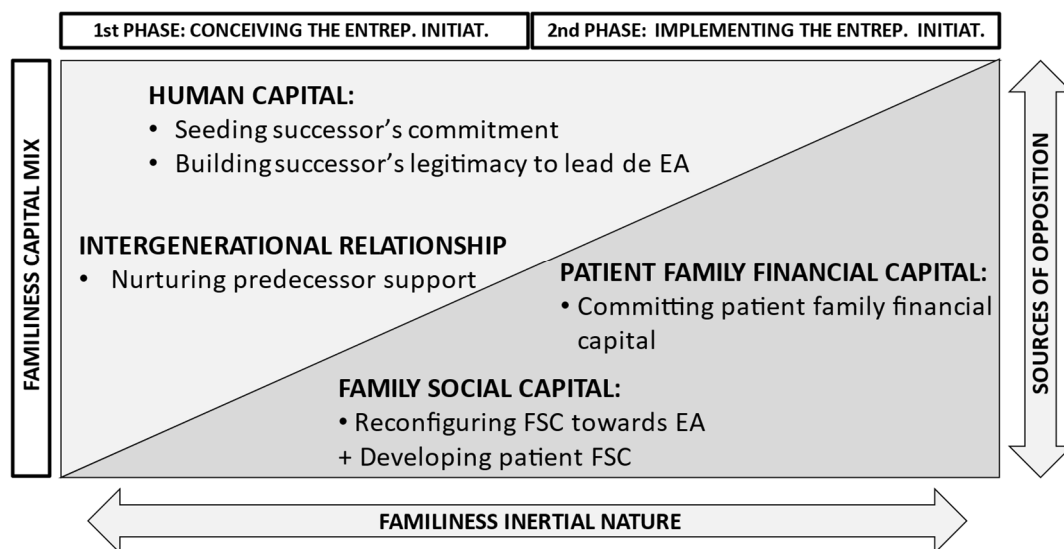 1st PHASE: CONCEIVING THE ENTREP. INITIAT.
2nd PHASE: IMPLEMENTING THE ENTREP. INITIAT.
FAMILINESS CAPITAL MIX
HUMAN CAPITAL:
• Seeding successor's commitment
• Building successor's legitimacy to lead de EA
INTERGENERATIONAL RELATIONSHIP
• Nurturing predecessor support
PATIENT FAMILY FINANCIAL CAPITAL:
• Committing patient family financial
capital
FAMILY SOCIAL CAPITAL:
• Reconfiguring FSC towards EA
+ Developing patient FSC
SOURCES OF OPPOSITION
FAMILINESS INERTIAL NATURE